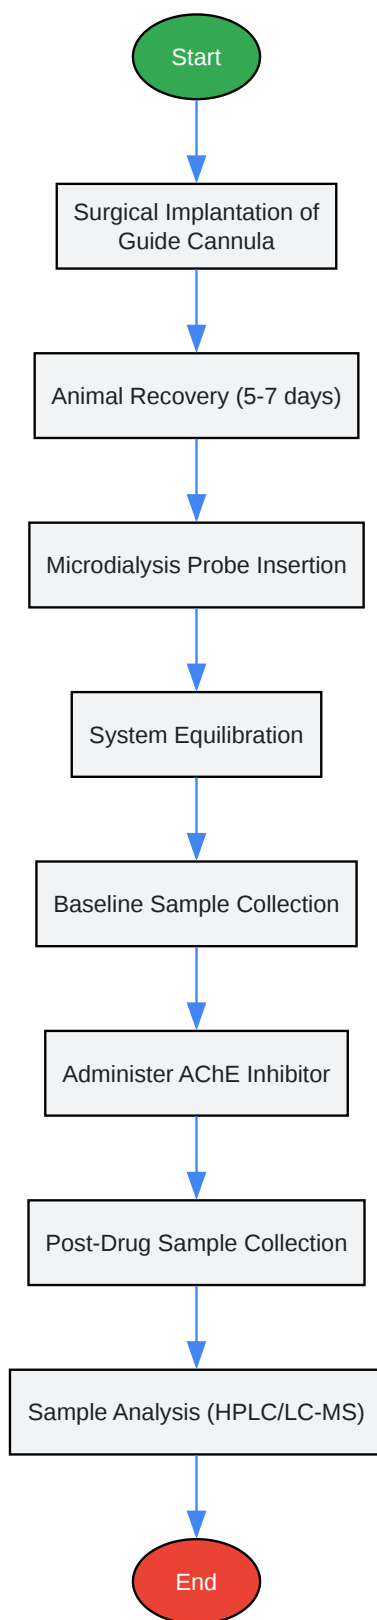 Start
Surgical Implantation of
Guide Cannula
Animal Recovery (5-7 days)
Microdialysis Probe Insertion
System Equilibration
Baseline Sample Collection
Administer AChE Inhibitor
Post-Drug Sample Collection
Sample Analysis (HPLC/LC-MS)
End